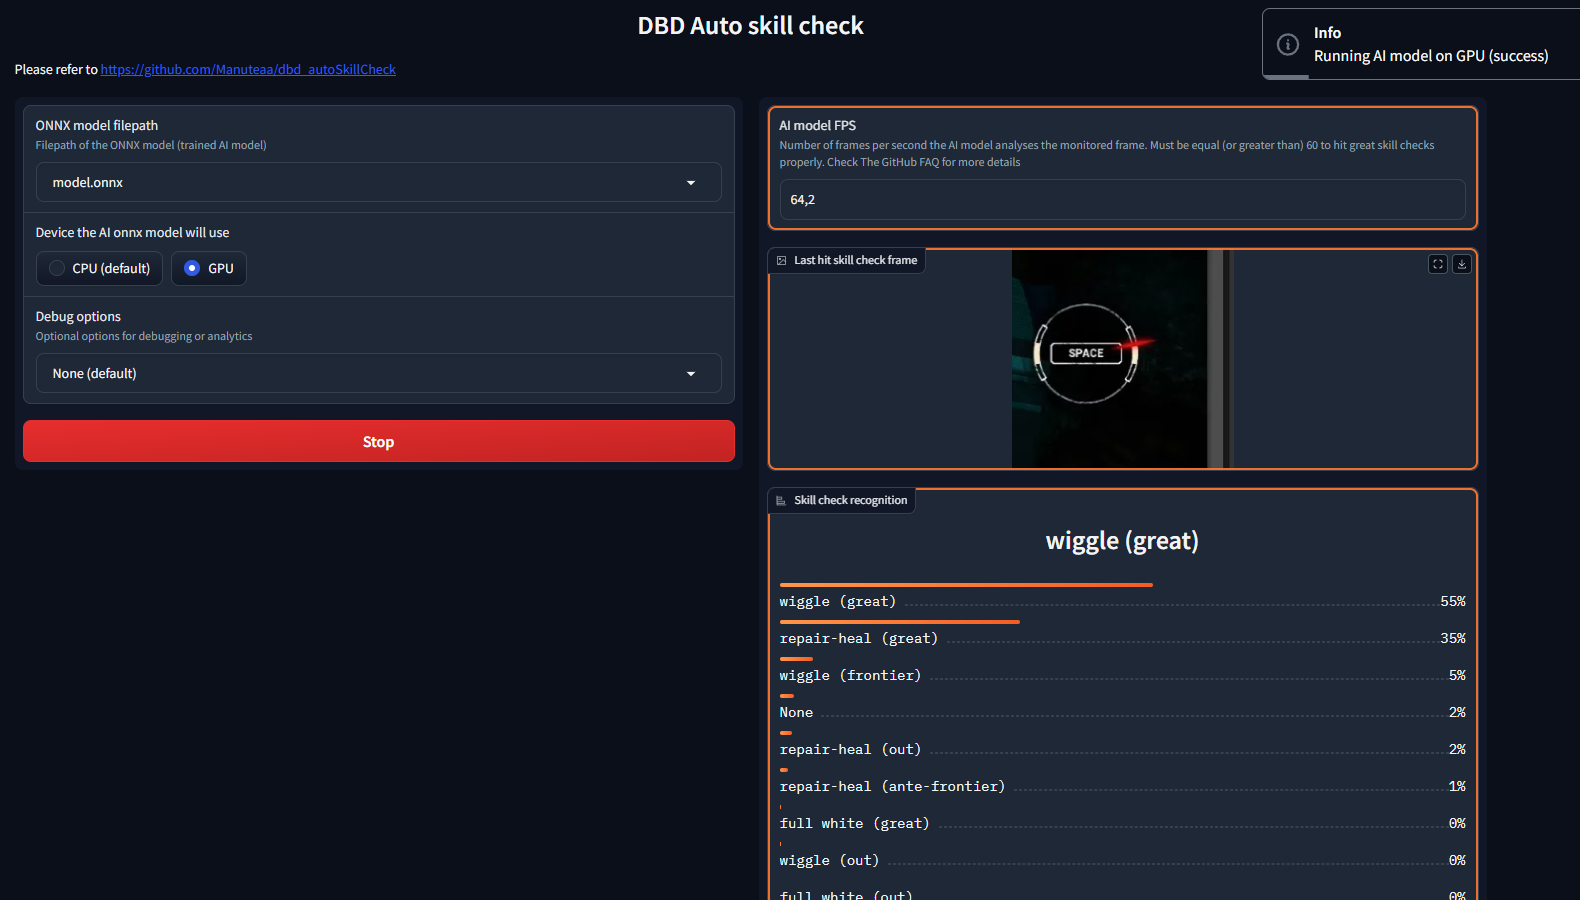 DBD Auto skill check
Info
Running AI model on GPU (success)
Please refer to https://github.com/Manuteaa/dbd_autoSkillCheck
ONNX model filepath
Filepath of the ONNX model (trained AI model)
model.onnx
Device the AI onnx model will use
CPU (default)
GPU
Debug options
Optional options for debugging or analytics
None (default)
Stop
AI model FPS
Number of frames per second the AI model analyses the monitored frame. Must be equal (or greater than) 60 to hit great skill checks
properly. Check The GitHub FAQ for more details
64,2
Last hit skill check frame
SPACE
Skill check recognition
wiggle (great)
wiggle (great) 55%
repair-heal (great) 35%
wiggle (frontier) 5%
None 2%
repair-heal (out) 2%
repair-heal (ante-frontier) 1%
full white (great) 0%
wiggle (out) 0%
full white (out) 0%